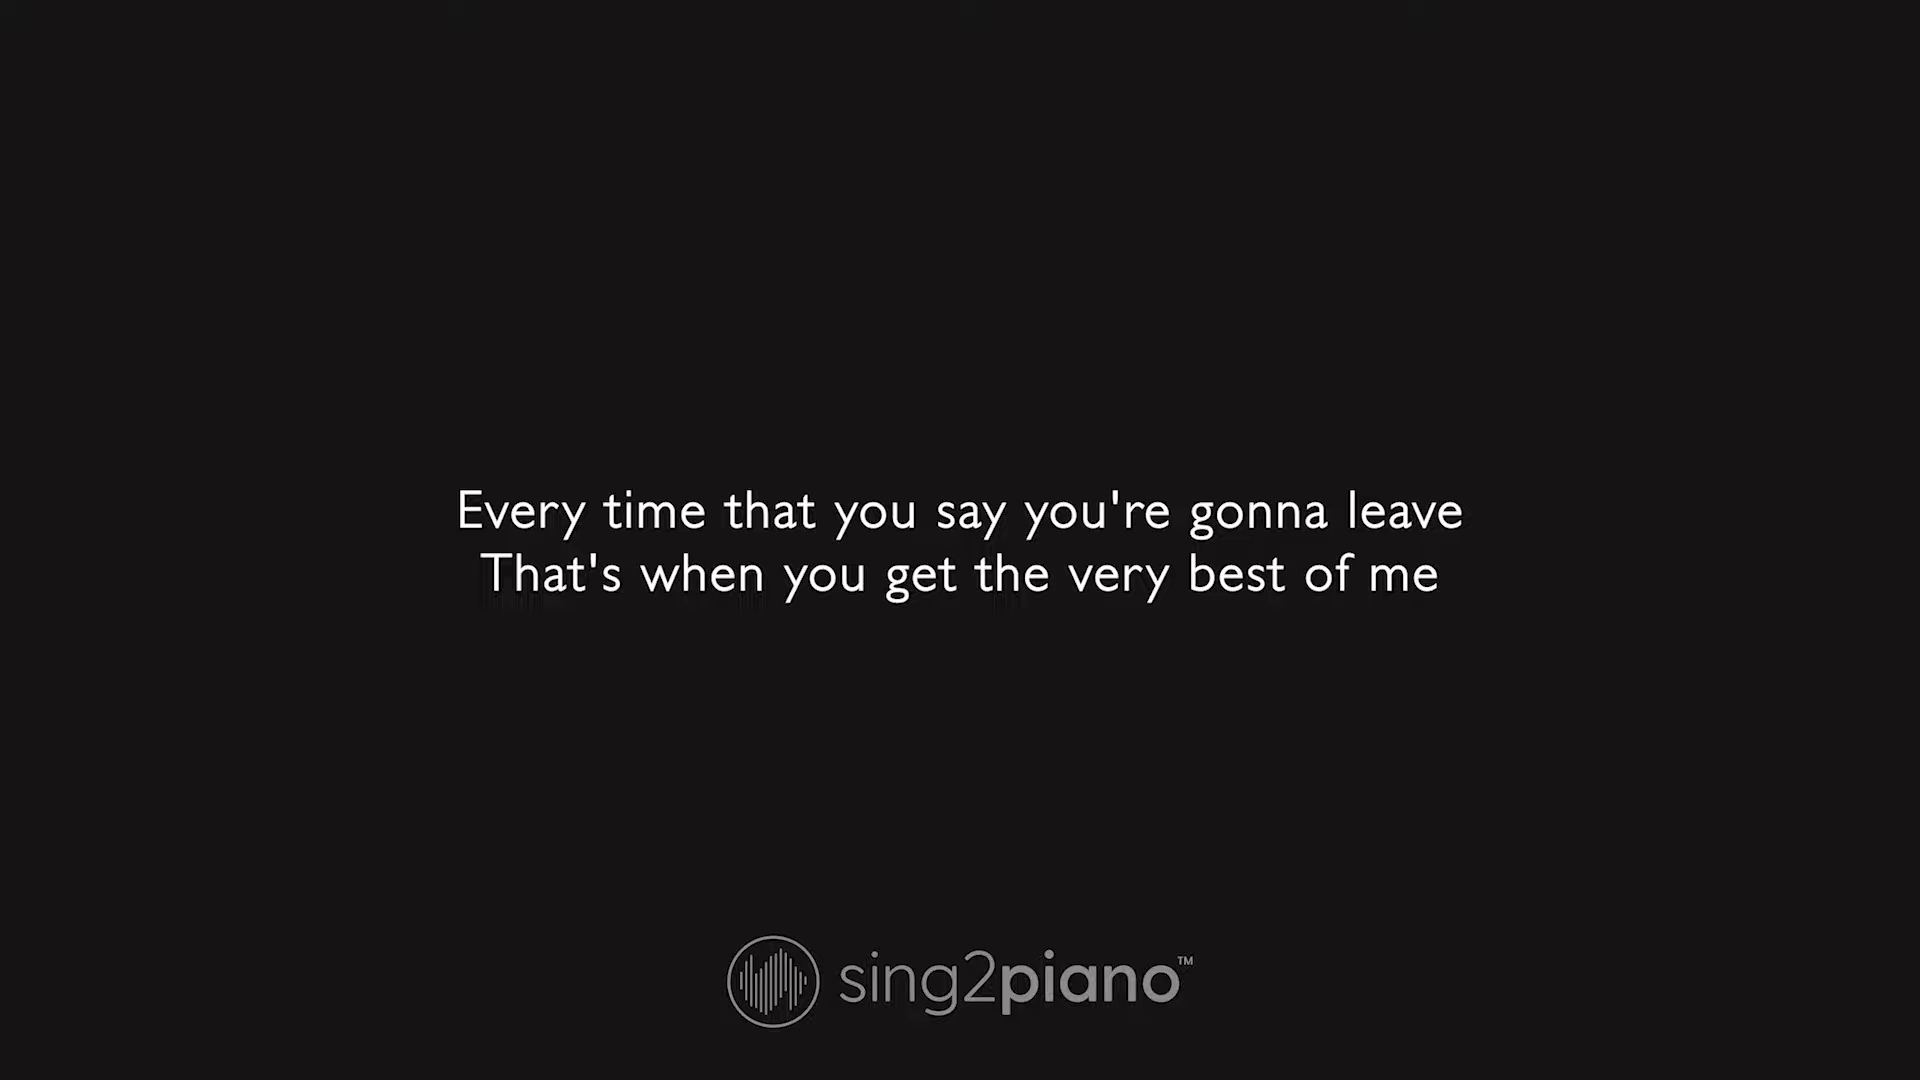 Every time that you say you're gonna leave
That's when you get the very best of me
sing2piano™